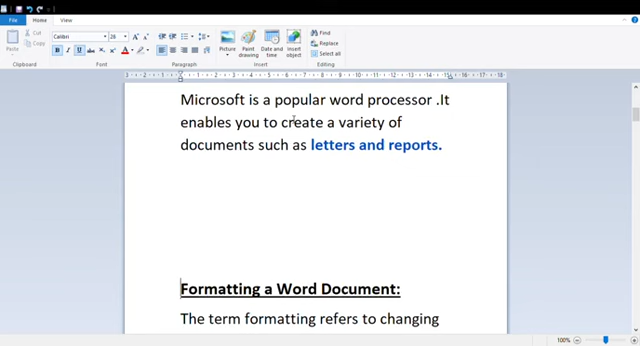 File Home View
Paste Cut Copy Clipboard
Calibri 28
B I U
Font
Paragraph
Picture Paint drawing Date and time Insert object
Insert
Find
Replace
Select all
Editing
Microsoft is a popular word processor .It
enables you to create a variety of
documents such as letters and reports.
Formatting a Word Document:
The term formatting refers to changing
100%